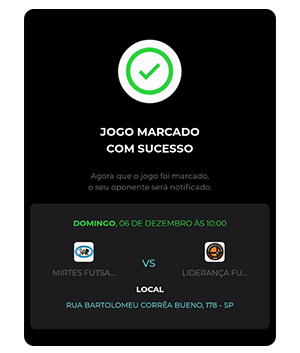 JOGO MARCADO
COM SUCESSO
Agora que o jogo foi marcado,
o seu oponente será notificado.
DOMINGO, 06 DE DEZEMBRO ÀS 10:00
VS
MIRTES FUTSA...
LIDERANÇA FU...
LOCAL
RUA BARTOLOMEU CORRÊA BUENO, 178 - SP